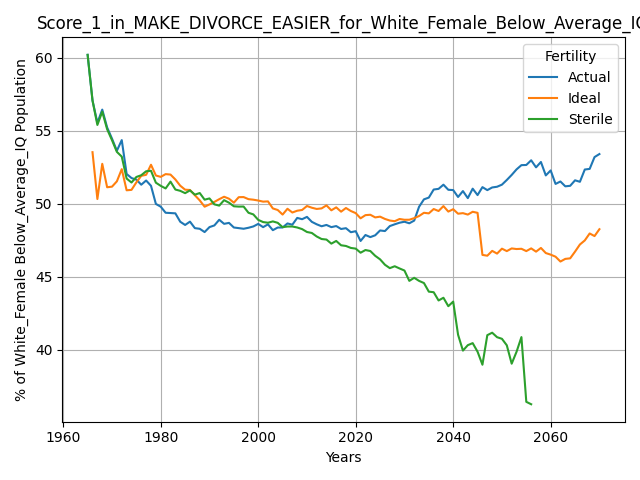 Score_1_in_MAKE_DIVORCE_EASIER_for_White_Female_Below_Average_IQ
Fertility
Actual
Ideal
Sterile
% of White_Female Below_Average_IQ Population
60
55
50
45
40
1960
1980
2000
2020
2040
2060
Years